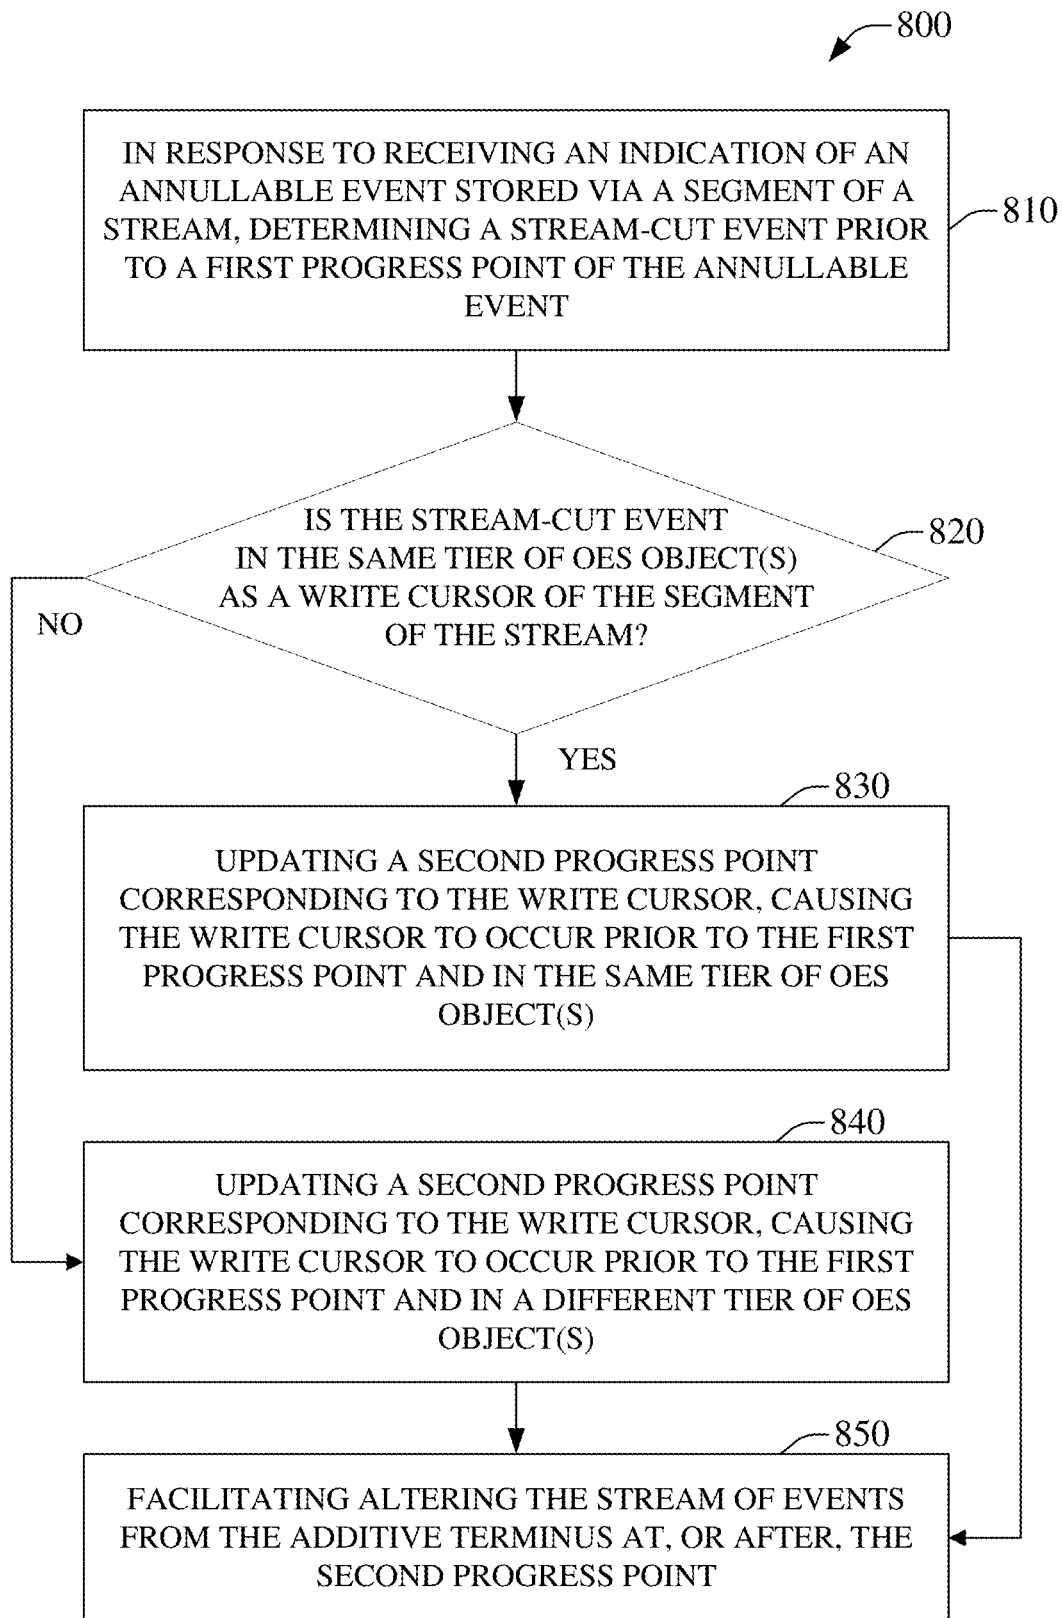 800
IN RESPONSE TO RECEIVING AN INDICATION OF AN
ANNULLABLE EVENT STORED VIA A SEGMENT OF A
STREAM, DETERMINING A STREAM-CUT EVENT PRIOR
TO A FIRST PROGRESS POINT OF THE ANNULLABLE
EVENT
810
IS THE STREAM-CUT EVENT
IN THE SAME TIER OF OES OBJECT(S)
AS A WRITE CURSOR OF THE SEGMENT
OF THE STREAM?
820
NO
YES
830
UPDATING A SECOND PROGRESS POINT
CORRESPONDING TO THE WRITE CURSOR, CAUSING
THE WRITE CURSOR TO OCCUR PRIOR TO THE FIRST
PROGRESS POINT AND IN THE SAME TIER OF OES
OBJECT(S)
840
UPDATING A SECOND PROGRESS POINT
CORRESPONDING TO THE WRITE CURSOR, CAUSING
THE WRITE CURSOR TO OCCUR PRIOR TO THE FIRST
PROGRESS POINT AND IN A DIFFERENT TIER OF OES
OBJECT(S)
850
FACILITATING ALTERING THE STREAM OF EVENTS
FROM THE ADDITIVE TERMINUS AT, OR AFTER, THE
SECOND PROGRESS POINT